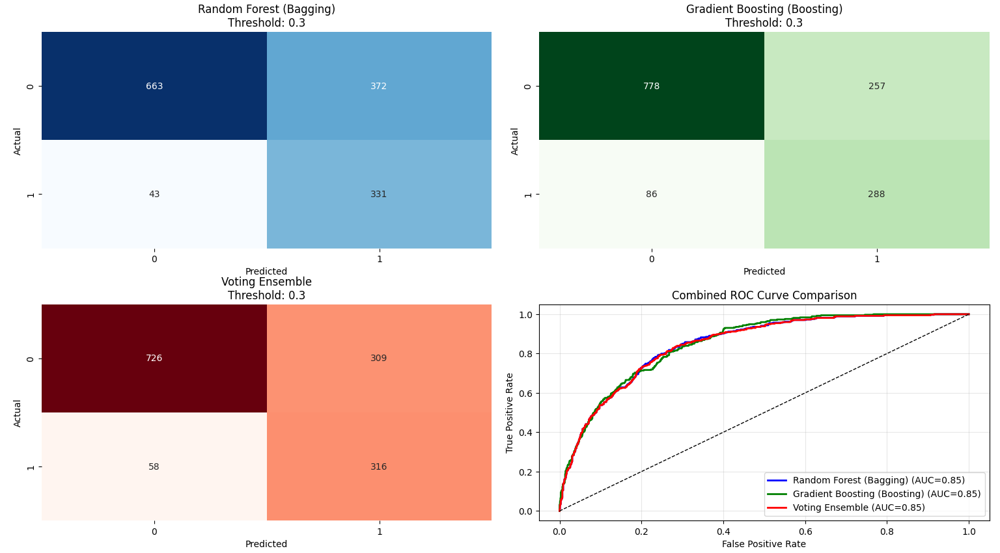 Random Forest (Bagging)
Threshold: 0.3
Actual
0
1
663
372
43
331
0
1
Predicted
Gradient Boosting (Boosting)
Threshold: 0.3
Actual
0
1
778
257
86
288
0
1
Predicted
Voting Ensemble
Threshold: 0.3
Actual
0
1
726
309
58
316
0
1
Predicted
Combined ROC Curve Comparison
True Positive Rate
1.0
0.8
0.6
0.4
0.2
0.0
Random Forest (Bagging) (AUC=0.85)
Gradient Boosting (Boosting) (AUC=0.85)
Voting Ensemble (AUC=0.85)
0.0
0.2
0.4
0.6
0.8
1.0
False Positive Rate